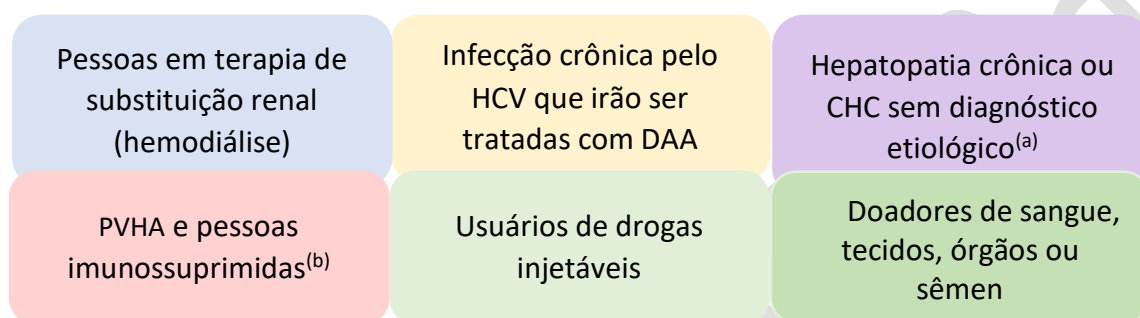 Pessoas em terapia de
substituição renal
(hemodiálise)
Infecção crônica pelo
HCV que irão ser
tratadas com DAA
Hepatopatia crônica ou
CHC sem diagnóstico
etiológico(a)
PVHA e pessoas
imunossuprimidas(b)
Usuários de drogas
injetáveis
Doadores de sangue,
tecidos, órgãos ou
sêmen